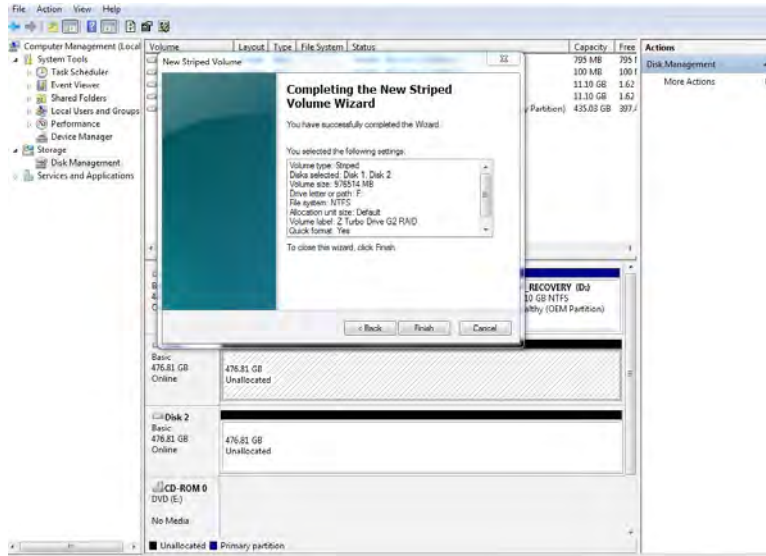 File Action View Help
Computer Management (Local
System Tools
Task Scheduler
Event Viewer
Shared Folders
Local Users and Groups
Performance
Device Manager
Storage
Disk Management
Services and Applications
Volume Layout Type File System Status Capacity Free
795 MB 795
100 MB 100
11.10 GB 1.62
11.10 GB 1.62
Partition) 435.03 GB 397.
New Striped Volume
Completing the New Striped
Volume Wizard
You have successfully completed the Wizard.
You selected the following settings:
Volume type: Striped
Disks selected: Disk 1, Disk 2
Volume size: 976514 MB
Drive letter or path: F:
File system: NTFS
Allocation unit size: Default
Volume label: Z Turbo Drive G2 RAID
Quick format: Yes
To close this wizard, click Finish.
< Back Finish Cancel
Actions
Disk Management
More Actions
_RECOVERY (D:)
10 GB NTFS
althy (OEM Partition)
Basic
476.81 GB
Online
476.81 GB
Unallocated
Disk 2
Basic
476.81 GB
Online
476.81 GB
Unallocated
CD-ROM 0
DVD (E:)
No Media
Unallocated Primary partition